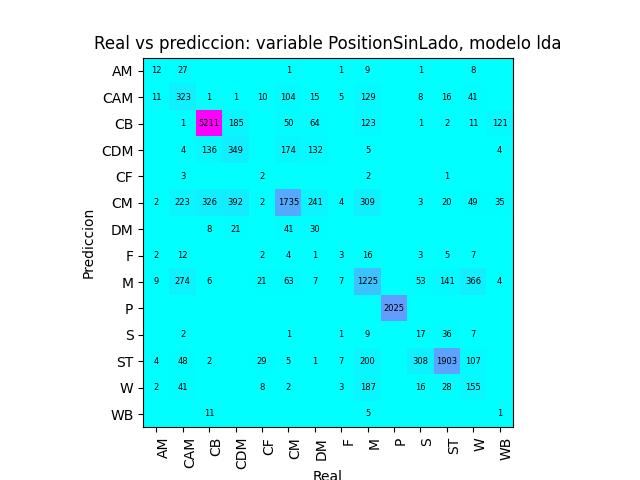 Real vs prediccion: variable PositionSinLado, modelo lda
AM 12 27 1 1 9 1 8
CAM 11 323 1 1 10 104 15 5 129 8 16 41
CB 1 5211 185 50 64 123 1 2 11 121
CDM 4 136 349 174 132 5 4
CF 3 2 2 1
CM 2 223 326 392 2 1735 241 4 309 3 20 49 35
DM 8 21 41 30
F 2 12 2 4 1 3 16 3 5 7
M 9 274 6 21 63 7 7 1225 53 141 366 4
P 2025
S 2 1 1 9 17 36 7
ST 4 48 2 29 5 1 7 200 308 1903 107
W 2 41 8 2 3 187 16 28 155
WB 11 5 1
AM CAM CB CDM CF CM DM F M P S ST W WB
Prediccion
Real